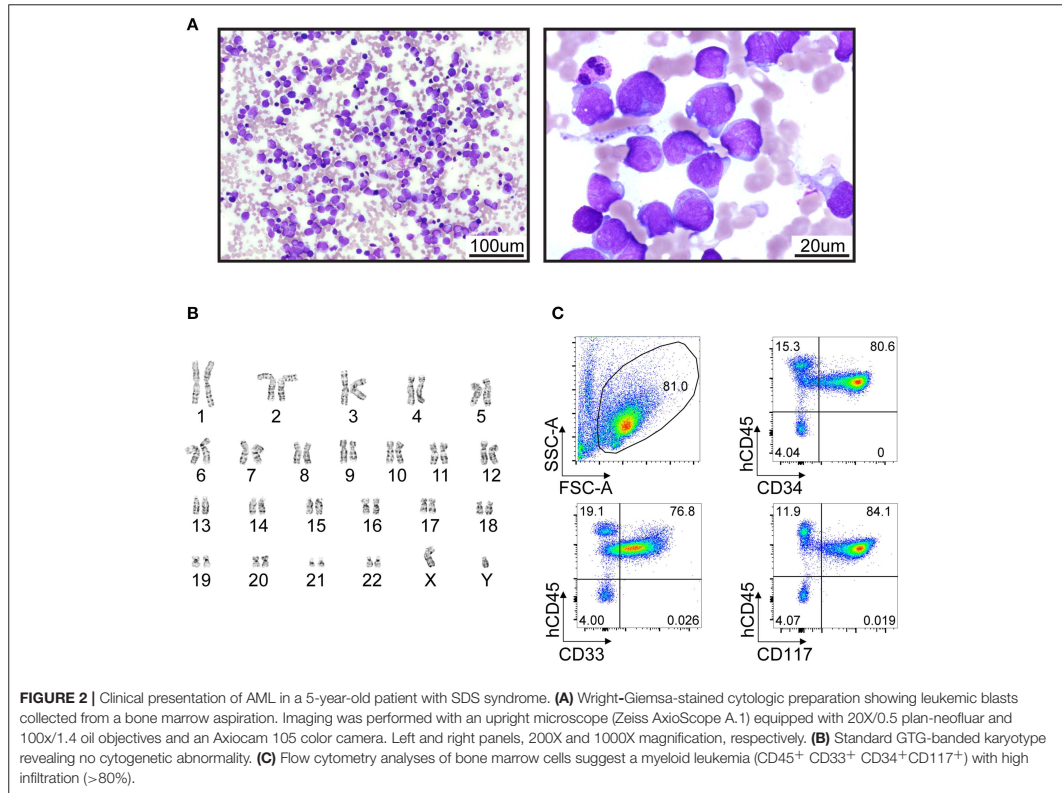 A
100um
20um
B
1 2 3 4 5
6 7 8 9 10 11 12
13 14 15 16 17 18
19 20 21 22 X Y
C
81.0
SSC-A
FSC-A
15.3 80.6
4.04 0
hCD45
CD34
19.1 76.8
4.00 0.026
hCD45
CD33
11.9 84.1
4.07 0.019
hCD45
CD117
FIGURE 2 | Clinical presentation of AML in a 5-year-old patient with SDS syndrome. (A) Wright-Giemsa-stained cytologic preparation showing leukemic blasts
collected from a bone marrow aspiration. Imaging was performed with an upright microscope (Zeiss AxioScope A.1) equipped with 20X/0.5 plan-neofluar and
100x/1.4 oil objectives and an Axiocam 105 color camera. Left and right panels, 200X and 1000X magnification, respectively. (B) Standard GTG-banded karyotype
revealing no cytogenetic abnormality. (C) Flow cytometry analyses of bone marrow cells suggest a myeloid leukemia (CD45+ CD33+ CD34+CD117+) with high
infiltration (>80%).